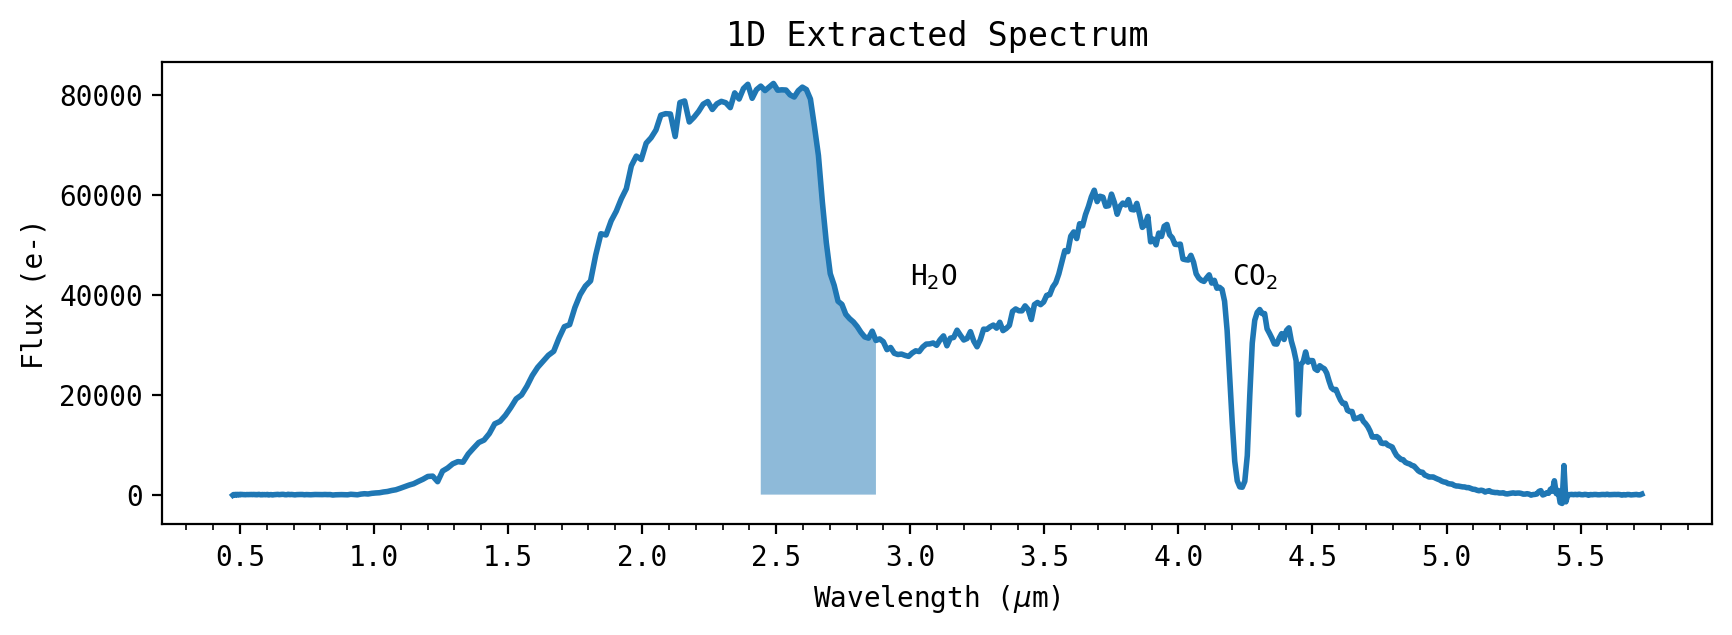 1D Extracted Spectrum
Flux (e-)
80000
60000
40000
20000
0
H₂O
CO₂
0.5 1.0 1.5 2.0 2.5 3.0 3.5 4.0 4.5 5.0 5.5
Wavelength (μm)